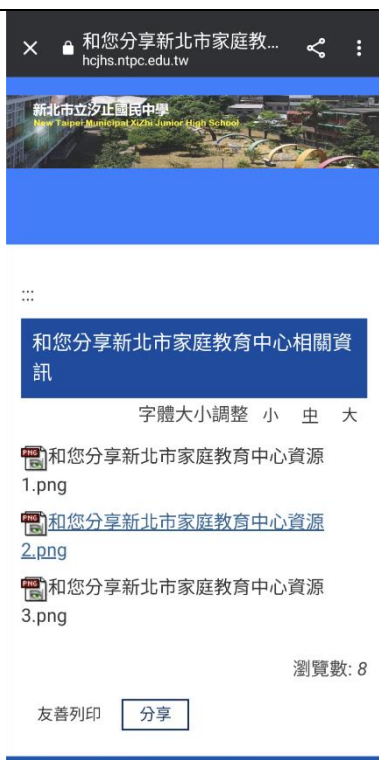 和您分享新北市家庭教...
hcjhs.ntpc.edu.tw
新北市立汐止國民中學
New Taipei Municipal XiZhi Junior High School
:::
和您分享新北市家庭教育中心相關資
訊
字體大小調整 小 中 大
和您分享新北市家庭教育中心資源
1.png
和您分享新北市家庭教育中心資源
2.png
和您分享新北市家庭教育中心資源
3.png
瀏覽數: 8
友善列印 分享